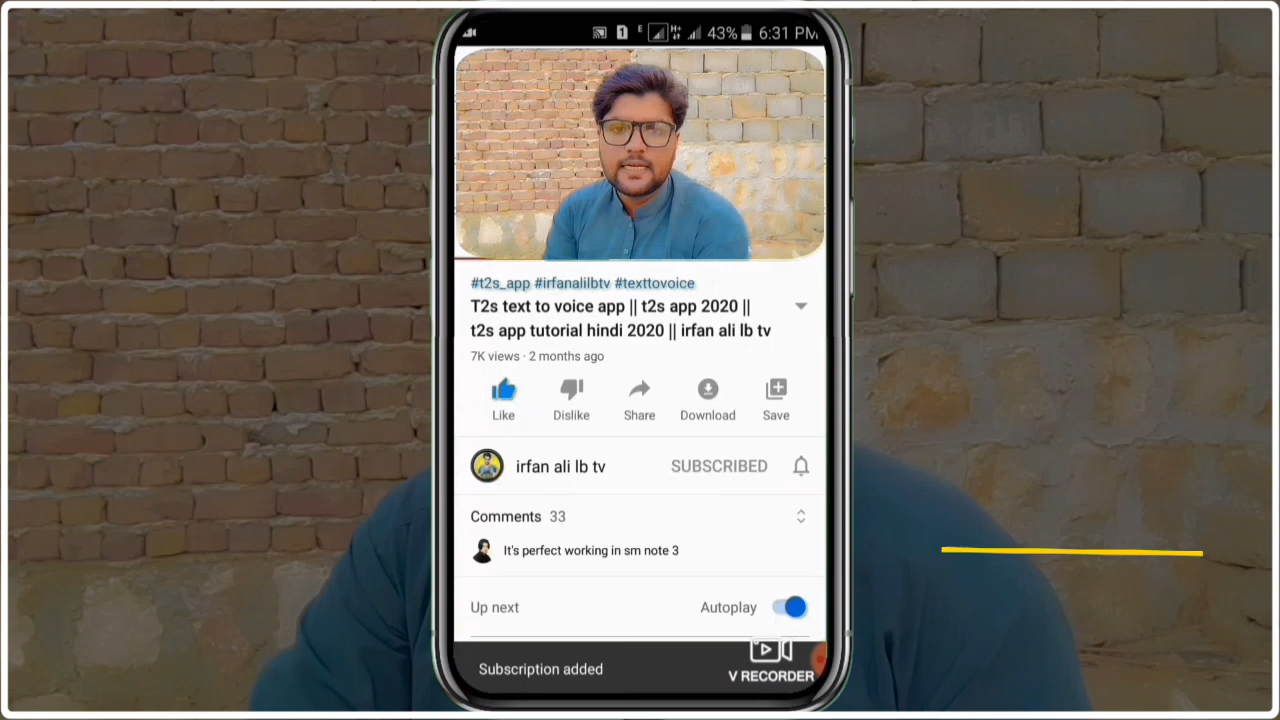 E H+ 43% 6:31 PM
#t2s_app #irfanalilbtv #texttovoice
T2s text to voice app || t2s app 2020 ||
t2s app tutorial hindi 2020 || irfan ali lb tv
7K views · 2 months ago
Like Dislike Share Download Save
irfan ali lb tv SUBSCRIBED
Comments 33
It's perfect working in sm note 3
Up next Autoplay
Subscription added
V RECORDER